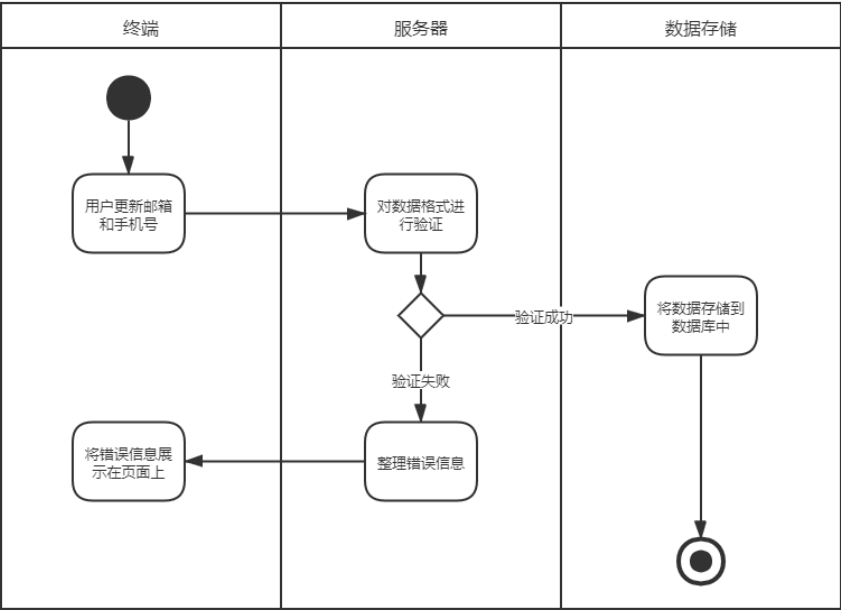 终端
服务器
数据存储
用户更新邮箱
和手机号
对数据格式进
行验证
验证成功
将数据存储到
数据库中
验证失败
将错误信息展
示在页面上
整理错误信息